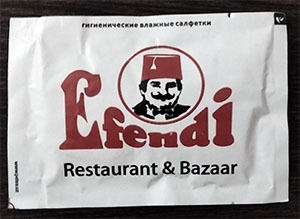 гигиенические влажные салфетки
Efendi
Restaurant & Bazaar